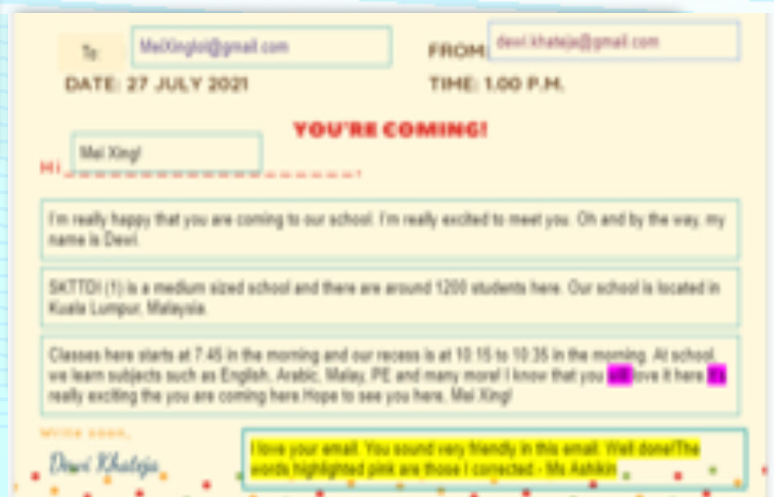 To: MeiXinglol@gmail.com FROM: dewi.khateja@gmail.com
DATE: 27 JULY 2021 TIME: 1.00 P.M.
YOU'RE COMING!
Hi Mei Xing! ,
I'm really happy that you are coming to our school. I'm really excited to meet you. Oh and by the way, my
name is Dewi.
SKTTDI (1) is a medium sized school and there are around 1200 students here. Our school is located in
Kuala Lumpur, Malaysia.
Classes here starts at 7.45 in the morning and our recess is at 10:15 to 10:35 in the morning. At school,
we learn subjects such as English, Arabic, Malay, PE and many more! I know that you will love it here. It's
really exciting the you are coming here.Hope to see you here, Mei Xing!
Write soon,
Dewi Khateja
I love your email. You sound very friendly in this email. Well done!The
words highlighted pink are those I corrected - Ms Ashikin